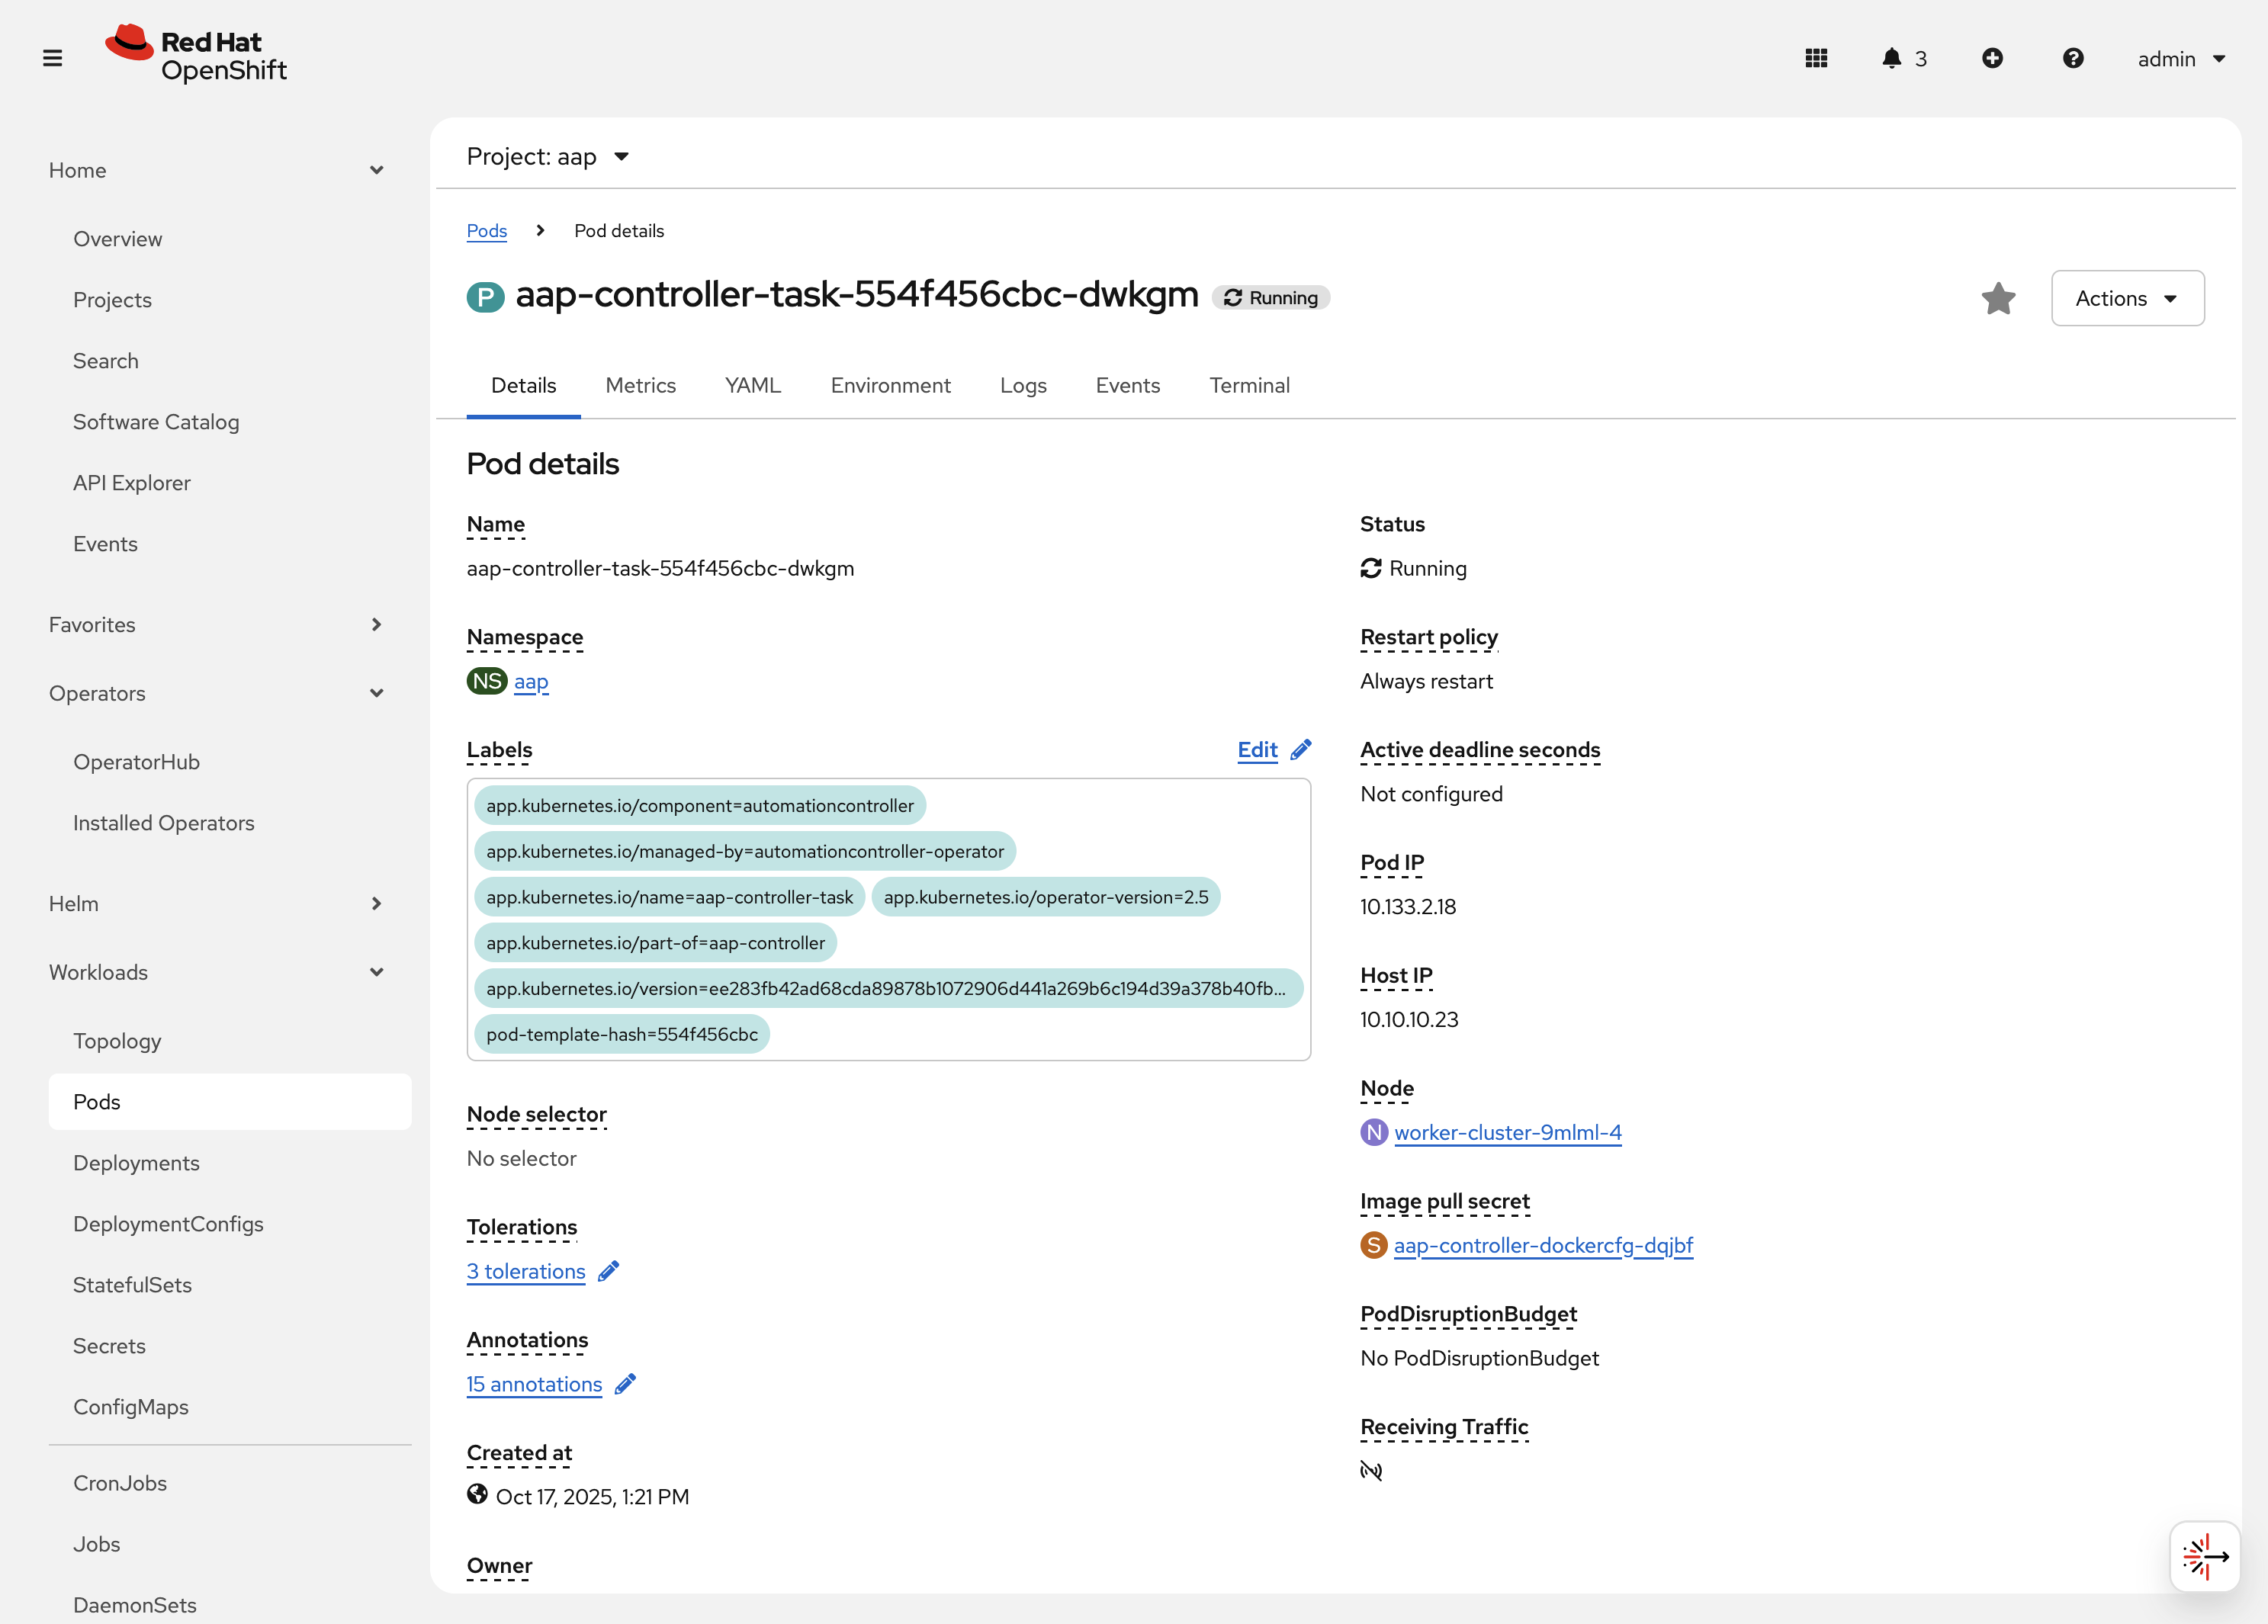 Red Hat
OpenShift
3
admin
Home
Overview
Projects
Search
Software Catalog
API Explorer
Events
Favorites
Operators
OperatorHub
Installed Operators
Helm
Workloads
Topology
Pods
Deployments
DeploymentConfigs
StatefulSets
Secrets
ConfigMaps
CronJobs
Jobs
DaemonSets
Project: aap
Pods
Pod details
P aap-controller-task-554f456cbc-dwkgm Running
Actions
Details Metrics YAML Environment Logs Events Terminal
Pod details
Name
aap-controller-task-554f456cbc-dwkgm
Namespace
NS aap
Labels
Edit
app.kubernetes.io/component=automationcontroller
app.kubernetes.io/managed-by=automationcontroller-operator
app.kubernetes.io/name=aap-controller-task app.kubernetes.io/operator-version=2.5
app.kubernetes.io/part-of=aap-controller
app.kubernetes.io/version=ee283fb42ad68cda89878b1072906d441a269b6c194d39a378b40fb...
pod-template-hash=554f456cbc
Node selector
No selector
Tolerations
3 tolerations
Annotations
15 annotations
Created at
Oct 17, 2025, 1:21 PM
Owner
Status
Running
Restart policy
Always restart
Active deadline seconds
Not configured
Pod IP
10.133.2.18
Host IP
10.10.10.23
Node
N worker-cluster-9mlml-4
Image pull secret
S aap-controller-dockercfg-dqjbf
PodDisruptionBudget
No PodDisruptionBudget
Receiving Traffic